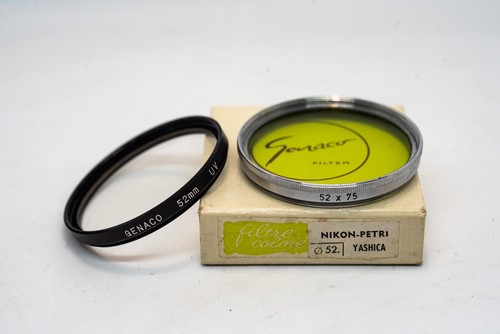 Genaco
FILTER
52 x 75
GENACO 52mm UV
filtre
coloré
NIKON-PETRI
Ø 52. YASHICA